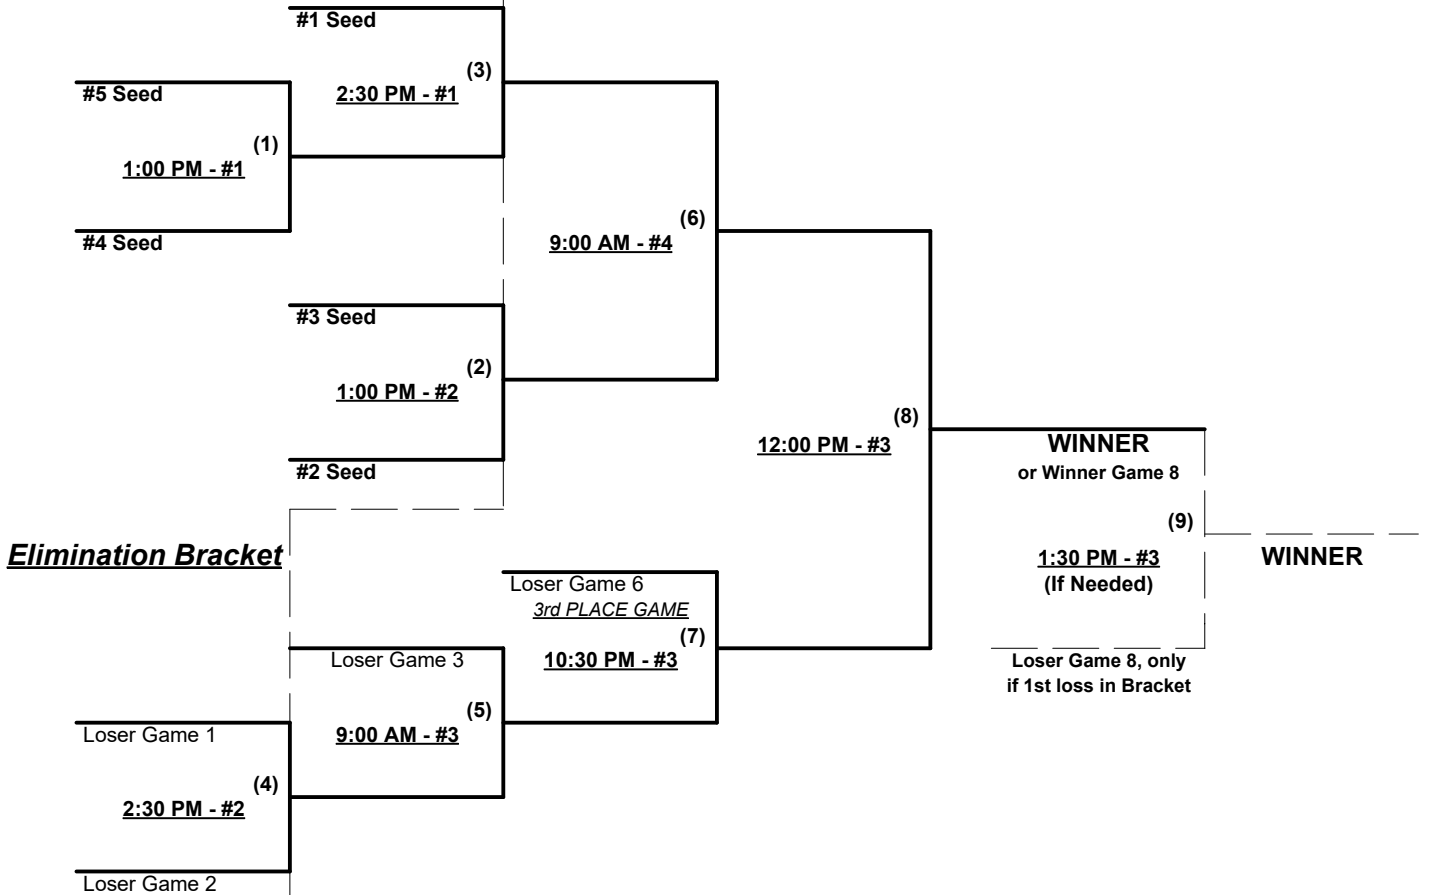 #1 Seed
(3)
2:30 PM - #1
#5 Seed
(1)
1:00 PM - #1
#4 Seed
(6)
9:00 AM - #4
#3 Seed
(2)
1:00 PM - #2
#2 Seed
(8)
12:00 PM - #3
WINNER
or Winner Game 8
(9)
1:30 PM - #3
(If Needed)
WINNER
Loser Game 8, only
if 1st loss in Bracket
Elimination Bracket
Loser Game 6
3rd PLACE GAME
(7)
10:30 PM - #3
Loser Game 3
(5)
9:00 AM - #3
Loser Game 1
(4)
2:30 PM - #2
Loser Game 2